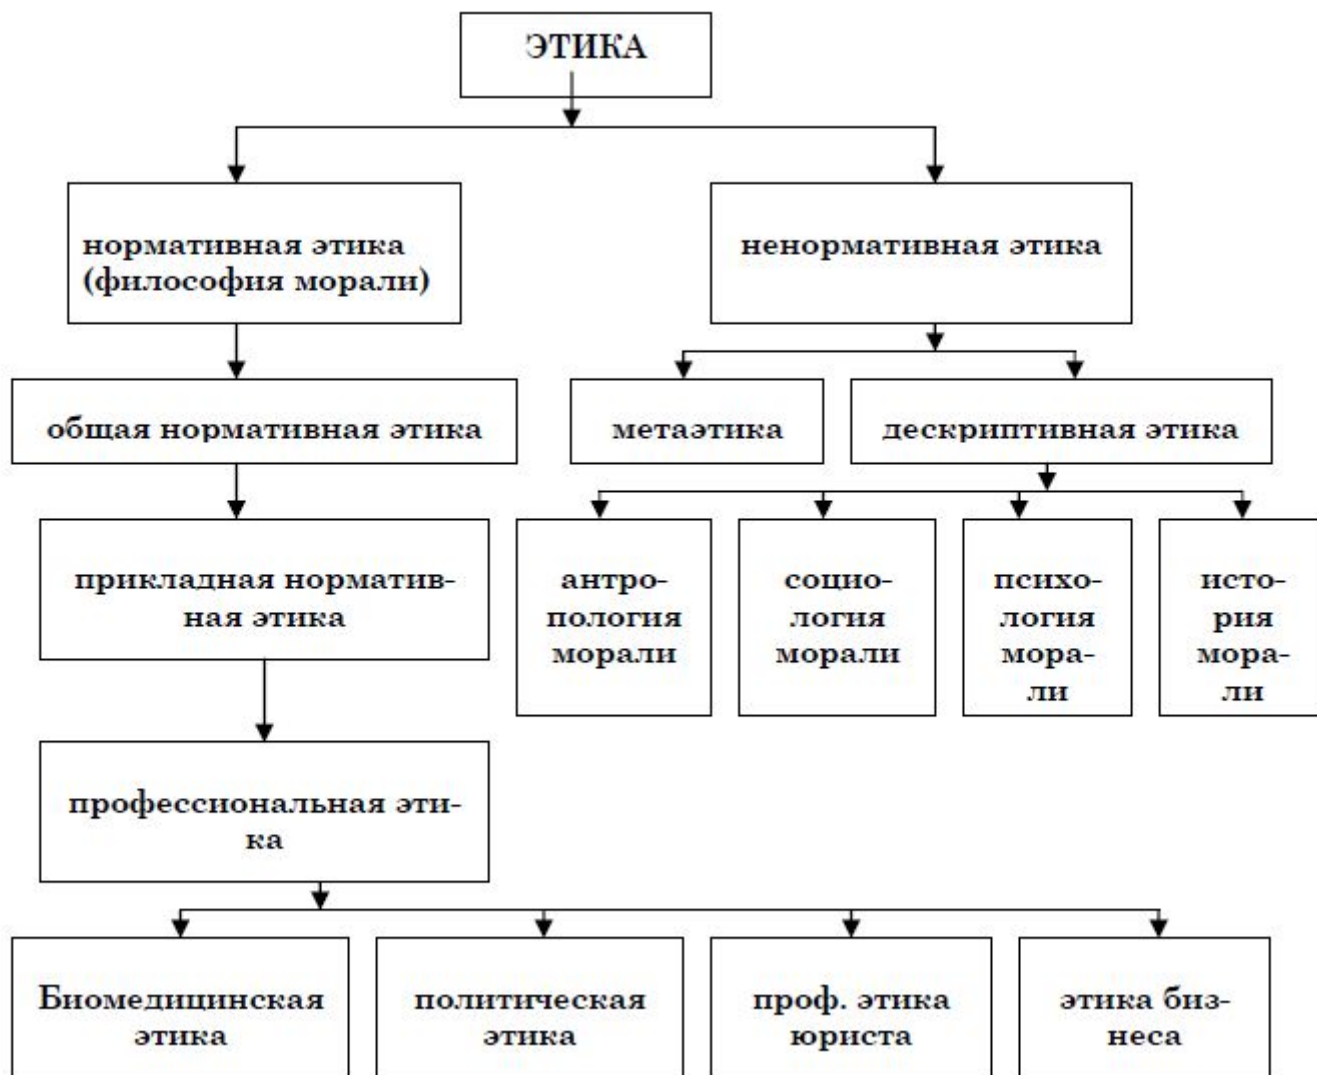 ЭТИКА
нормативная этика
(философия морали)
ненормативная этика
общая нормативная этика
метаэтика
дескриптивная этика
прикладная норматив-
ная этика
антро-
пология
морали
социо-
логия
морали
психо-
логия
мора-
ли
исто-
рия
мора-
ли
профессиональная эти-
ка
Биомедицинская
этика
политическая
этика
проф. этика
юриста
этика биз-
неса